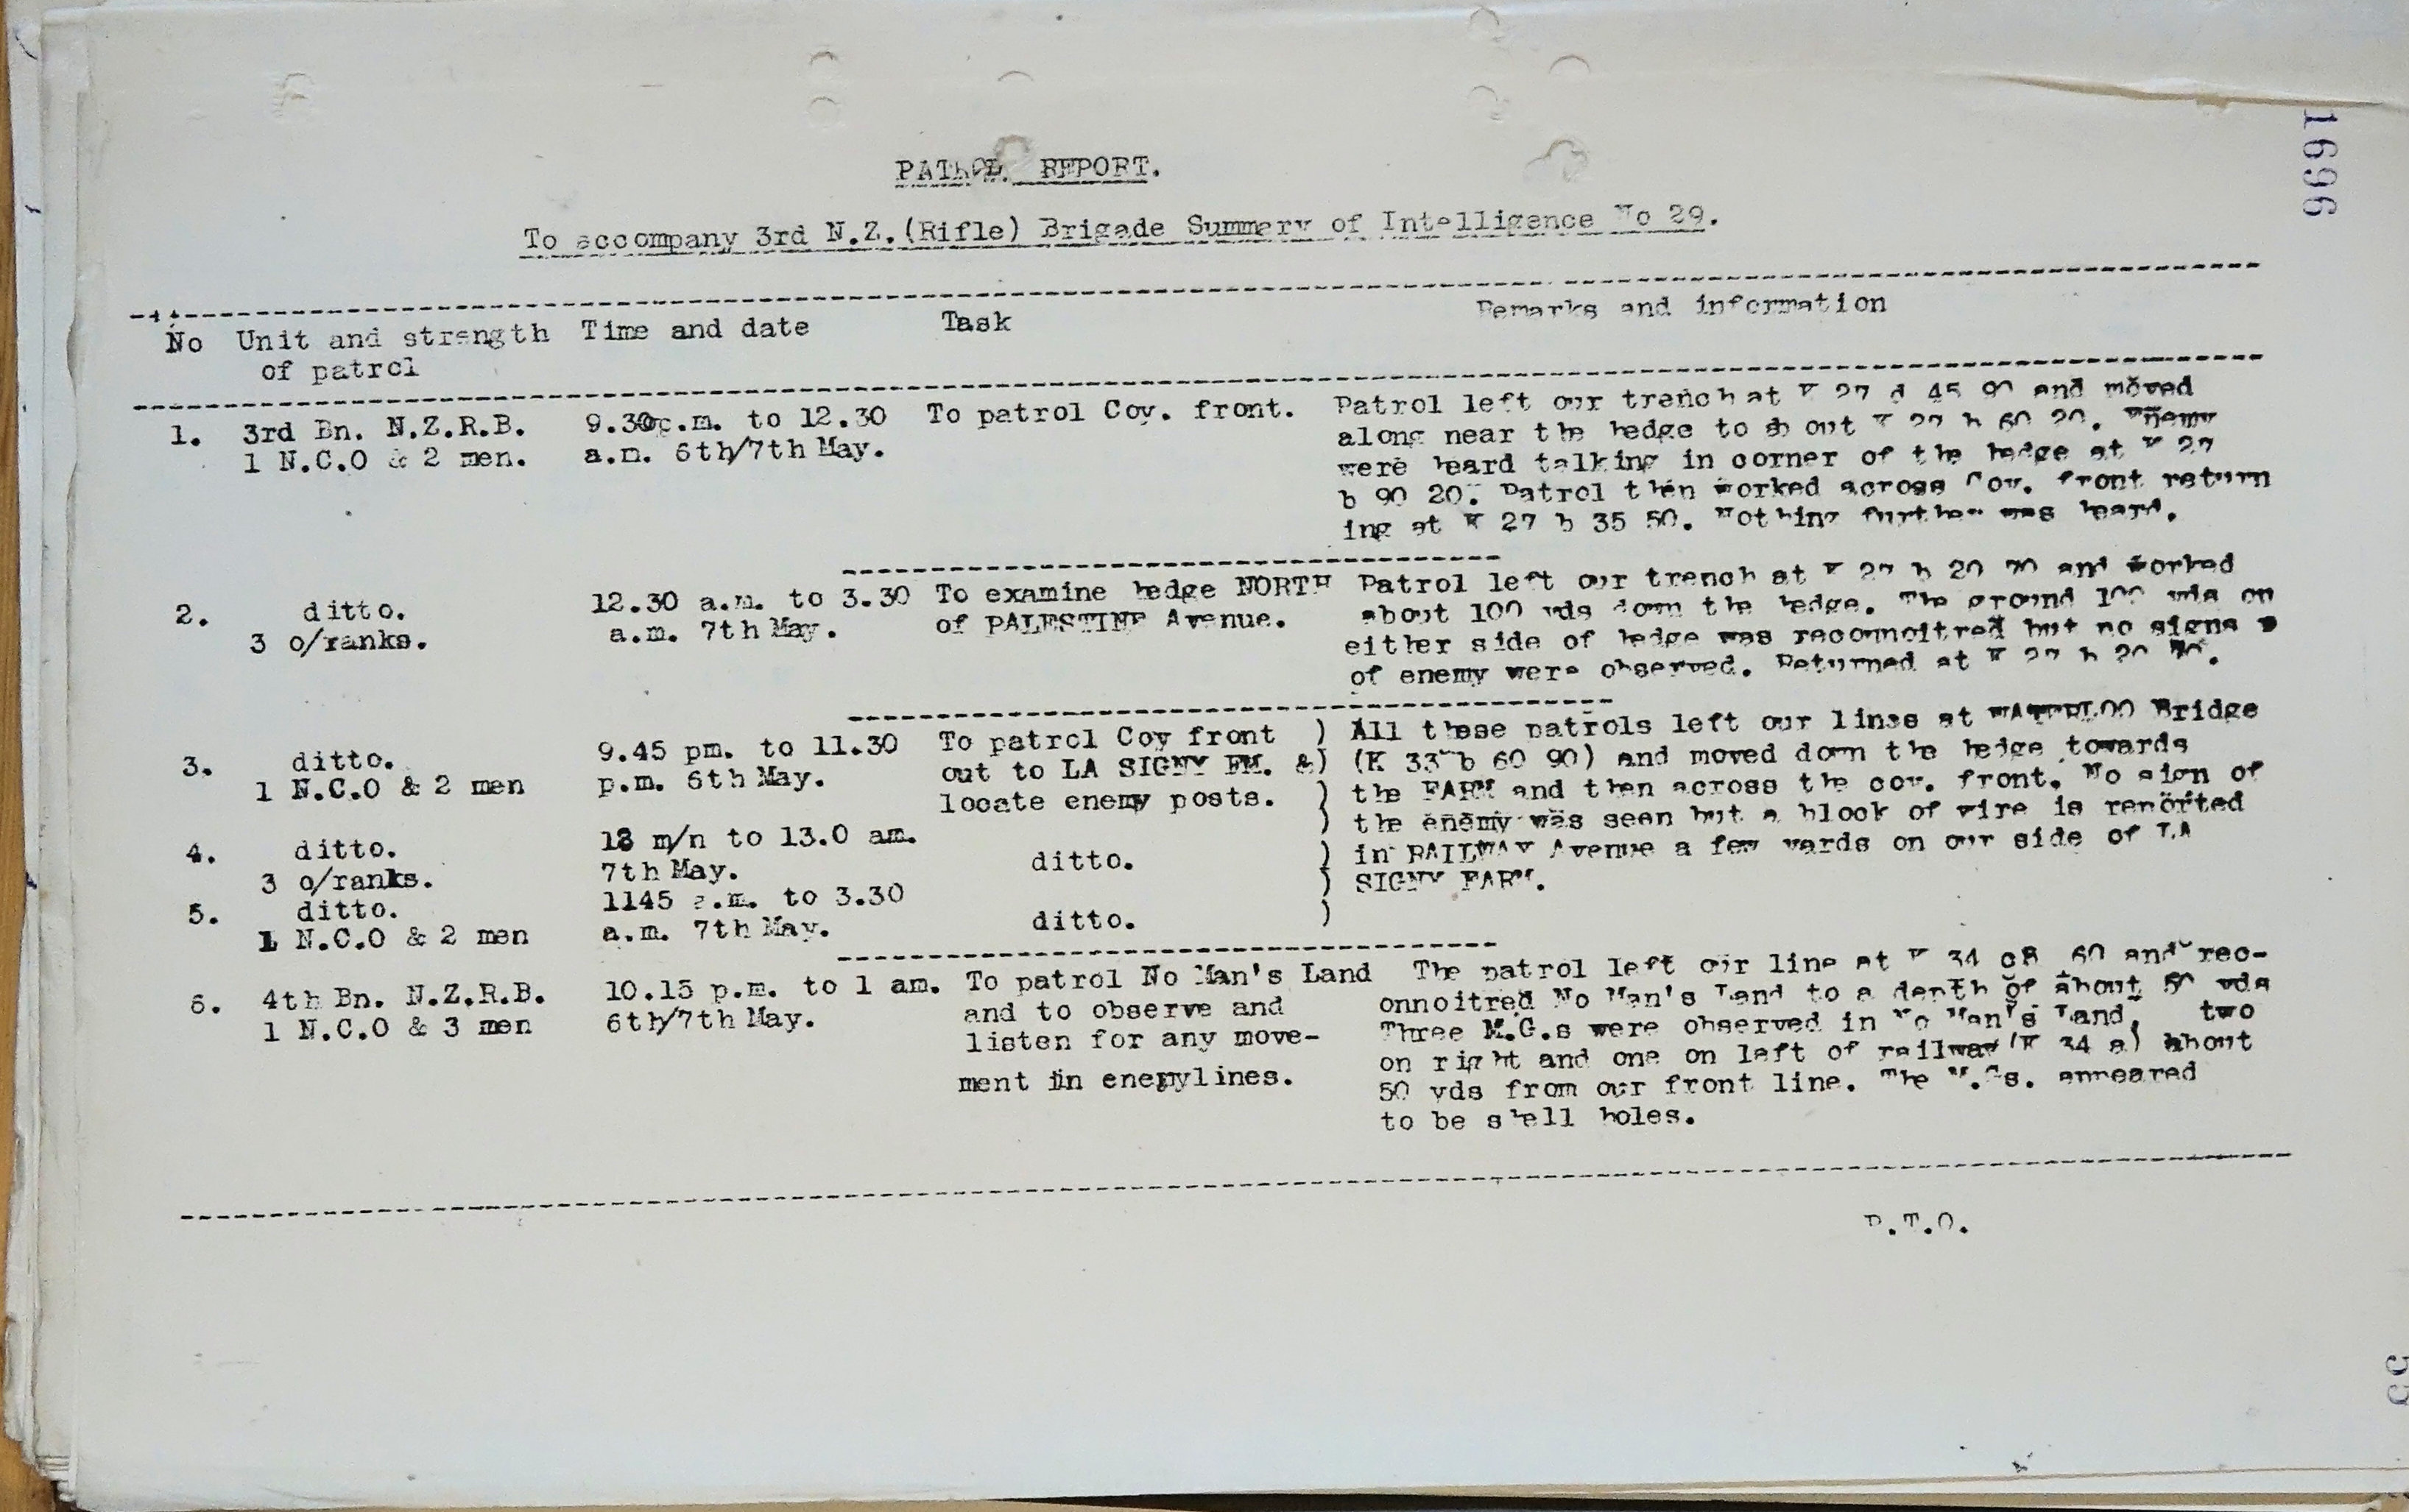 1696
PATROL REPORT.
To accompany 3rd N.Z.(Rifle) Brigade Summary of Intelligence No 29.
No Unit and strength of patrol Time and date Task Remarks and information
1. 3rd Bn. N.Z.R.B.
1 N.C.O & 2 men.
9.30p.m. to 12.30
a.m. 6th/7th May.
To patrol Coy. front.
Patrol left our trench at K 27 d 45 90 and moved
along near the hedge to about K 27 b 60 20. Enemy
were heard talking in corner of the hedge at K 27
b 90 20. Patrol then worked across Coy. front return
ing at K 27 b 35 50. Nothing further was heard.
2. ditto.
3 o/ranks.
12.30 a.m. to 3.30
a.m. 7th May.
To examine hedge NORTH
of PALESTINE Avenue.
Patrol left our trench at K 27 b 20 70 and worked
about 100 yds down the hedge. The ground 100 yds on
either side of hedge was reconnoitred but no signs
of enemy were observed. Returned at K 27 b 20 70.
3. ditto.
1 N.C.O & 2 men
9.45 pm. to 11.30
p.m. 6th May.
To patrol Coy front )
out to LA SIGNY FM. &)
locate enemy posts. )
All these patrols left our lines at WATERLOO Bridge
(K 33 b 60 90) and moved down the hedge towards
the FARM and then across the coy. front. No sign of
the enemy was seen but a block of wire is reported
in RAILWAY Avenue a few yards on our side of LA
SIGNY FARM.
4. ditto.
3 o/ranks.
m/n to 13.0 am.
7th May.
ditto.
5. ditto.
1 N.C.O & 2 men
1145 a.m. to 3.30
a.m. 7th May.
ditto.
6. 4th Bn. N.Z.R.B.
1 N.C.O & 3 men
10.15 p.m. to 1 am.
6th/7th May.
To patrol No Man's Land
and to observe and
listen for any move-
ment in enemylines.
The patrol left our line at K 34 c8 60 and rec-
onnoitred No Man's Land to a depth of about 50 yds
Three M.G.s were observed in No Man's Land, two
on right and one on left of railway (K 34 a) about
50 yds from our front line. The M.Gs. appeared
to be shell holes.
P.T.O.